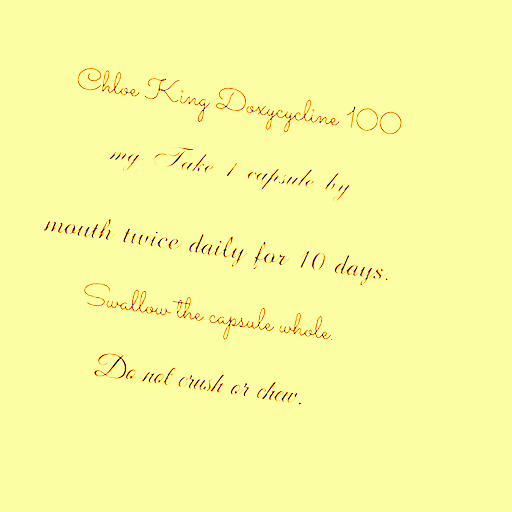 Chloe King Doxycycline 100
mg Take 1 capsule by
mouth twice daily for 10 days.
Swallow the capsule whole.
Do not crush or chew.